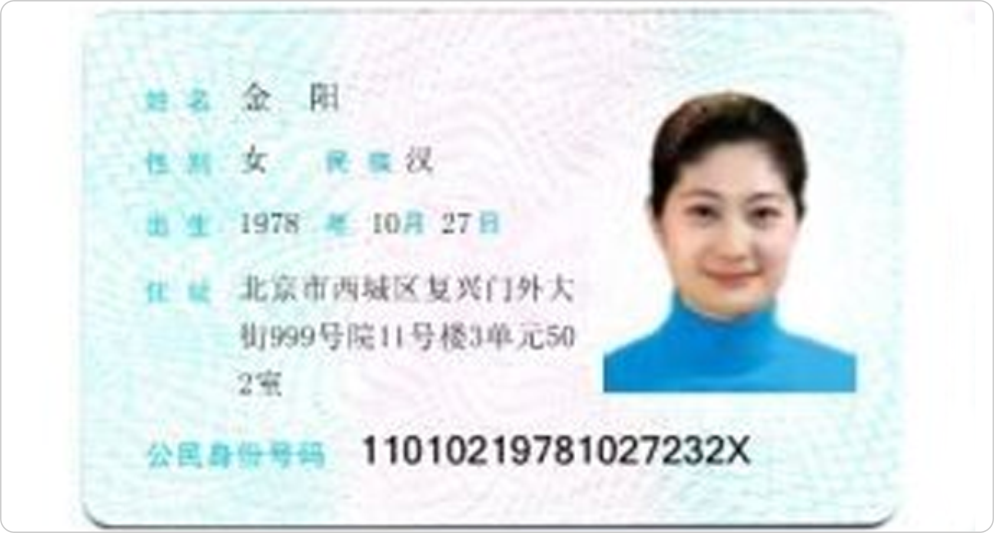 姓名 金 阳
性别 女 民族 汉
出生 1978 年 10月 27日
住址 北京市西城区复兴门外大
街999号院11号楼3单元50
2室
公民身份号码 11010219781027232X